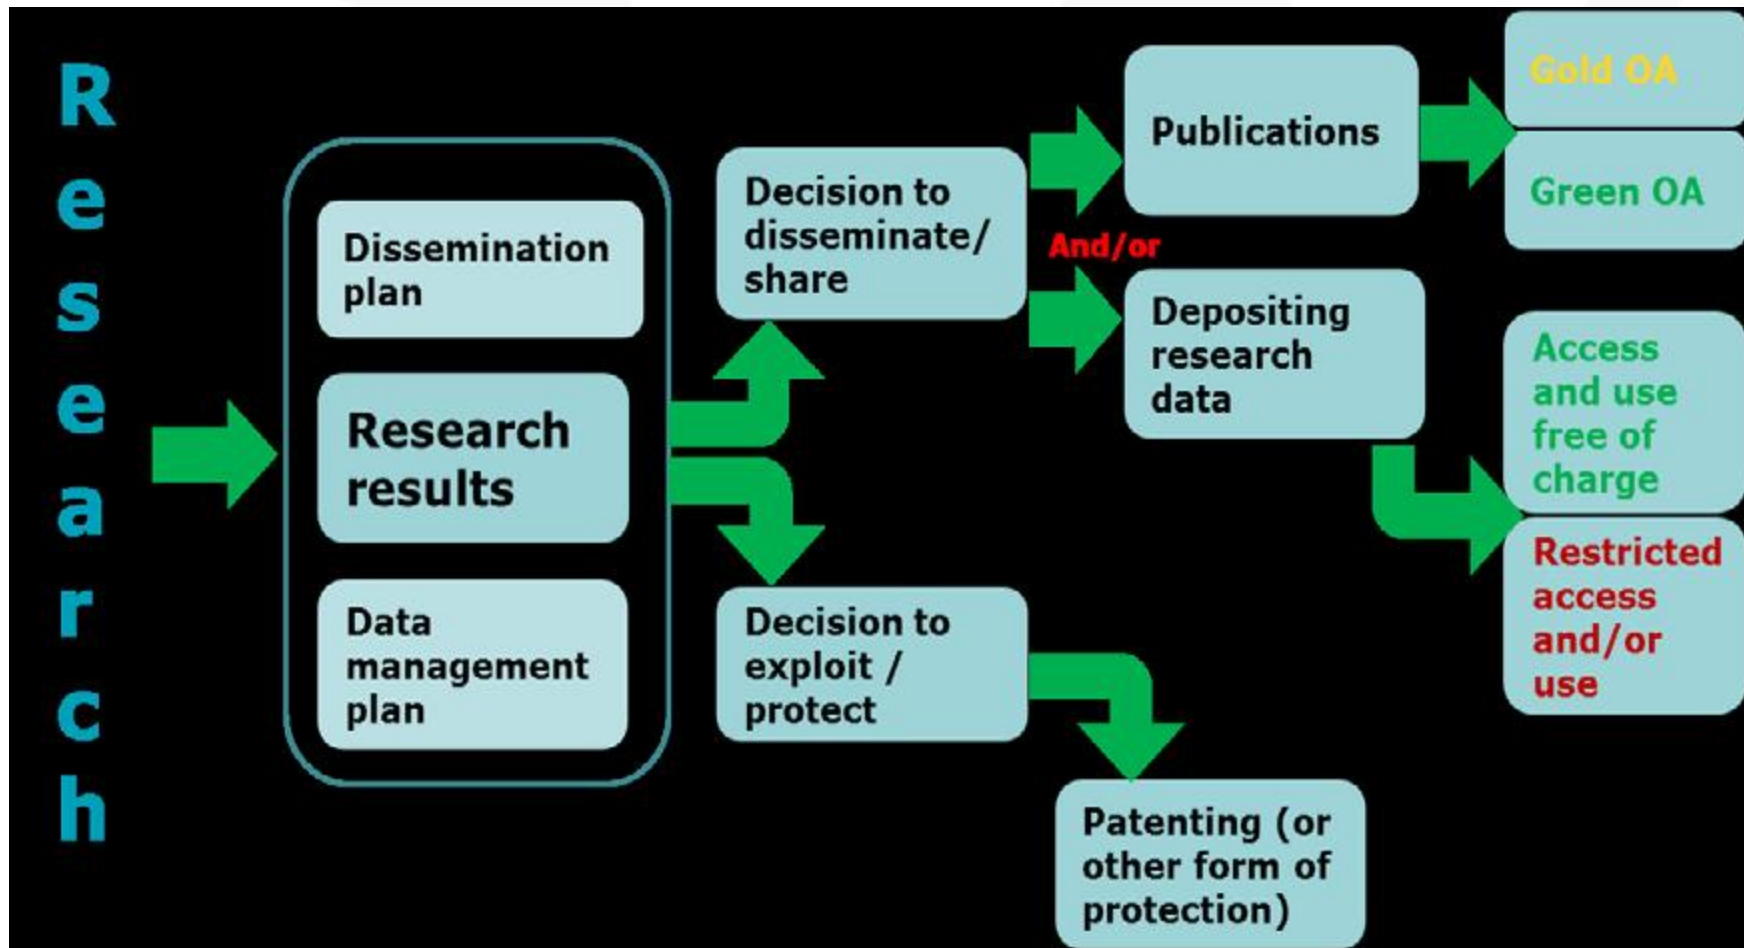 Research
Dissemination
plan
Research
results
Data
management
plan
Decision to
disseminate/
share
Decision to
exploit /
protect
And/or
Publications
Depositing
research
data
Patenting (or
other form of
protection)
Gold OA
Green OA
Access
and use
free of
charge
Restricted
access
and/or
use